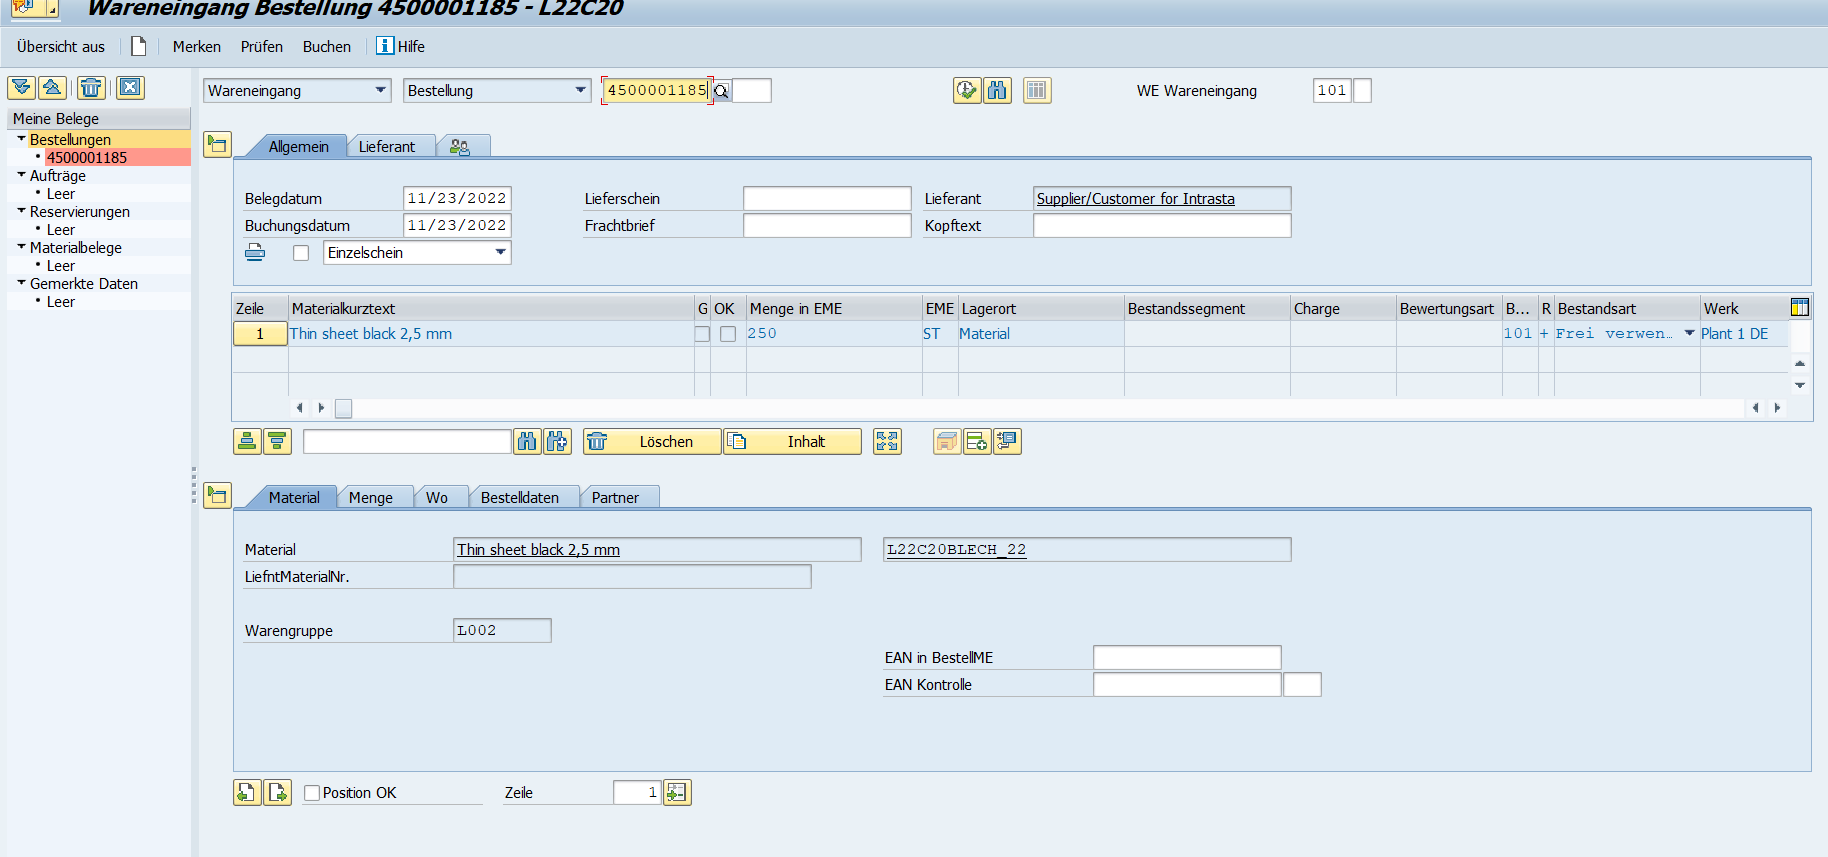 Wareneingang Bestellung 4500001185 - L22C20
Übersicht aus Merken Prüfen Buchen Hilfe
Wareneingang Bestellung 4500001185 WE Wareneingang 101
Meine Belege
Bestellungen
4500001185
Aufträge
Leer
Reservierungen
Leer
Materialbelege
Leer
Gemerkte Daten
Leer
Allgemein Lieferant
Belegdatum 11/23/2022 Lieferschein Lieferant Supplier/Customer for Intrasta
Buchungsdatum 11/23/2022 Frachtbrief Kopftext
Einzelschein
Zeile Materialkurztext G OK Menge in EME EME Lagerort Bestandssegment Charge Bewertungsart B... R Bestandsart Werk
1 Thin sheet black 2,5 mm 250 ST Material 101 + Frei verwen… Plant 1 DE
Löschen Inhalt
Material Menge Wo Bestelldaten Partner
Material Thin sheet black 2,5 mm L22C20BLECH_22
LiefntMaterialNr.
Warengruppe L002
EAN in BestellME
EAN Kontrolle
Position OK Zeile 1